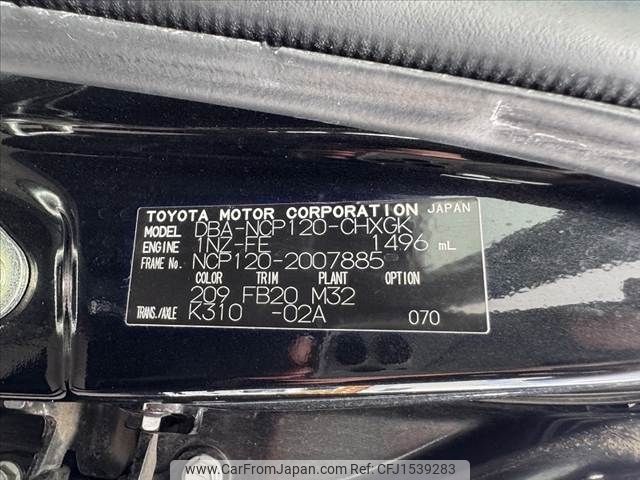 TOYOTA MOTOR CORPORATION JAPAN
MODEL DBA-NCP120-CHXGK
ENGINE 1NZ-FE 1496 mL
FRAME No. NCP120-2007885
COLOR TRIM PLANT OPTION
209 FB20 M32
TRANS./AXLE K310 -02A 070
www.CarFromJapan.com - CFJ1539283